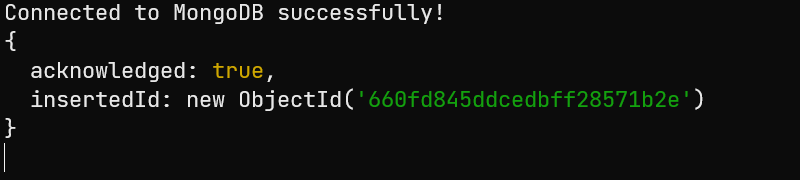 Connected to MongoDB successfully!
{
  acknowledged: true,
  insertedId: new ObjectId('660fd845ddcedbff28571b2e')
}